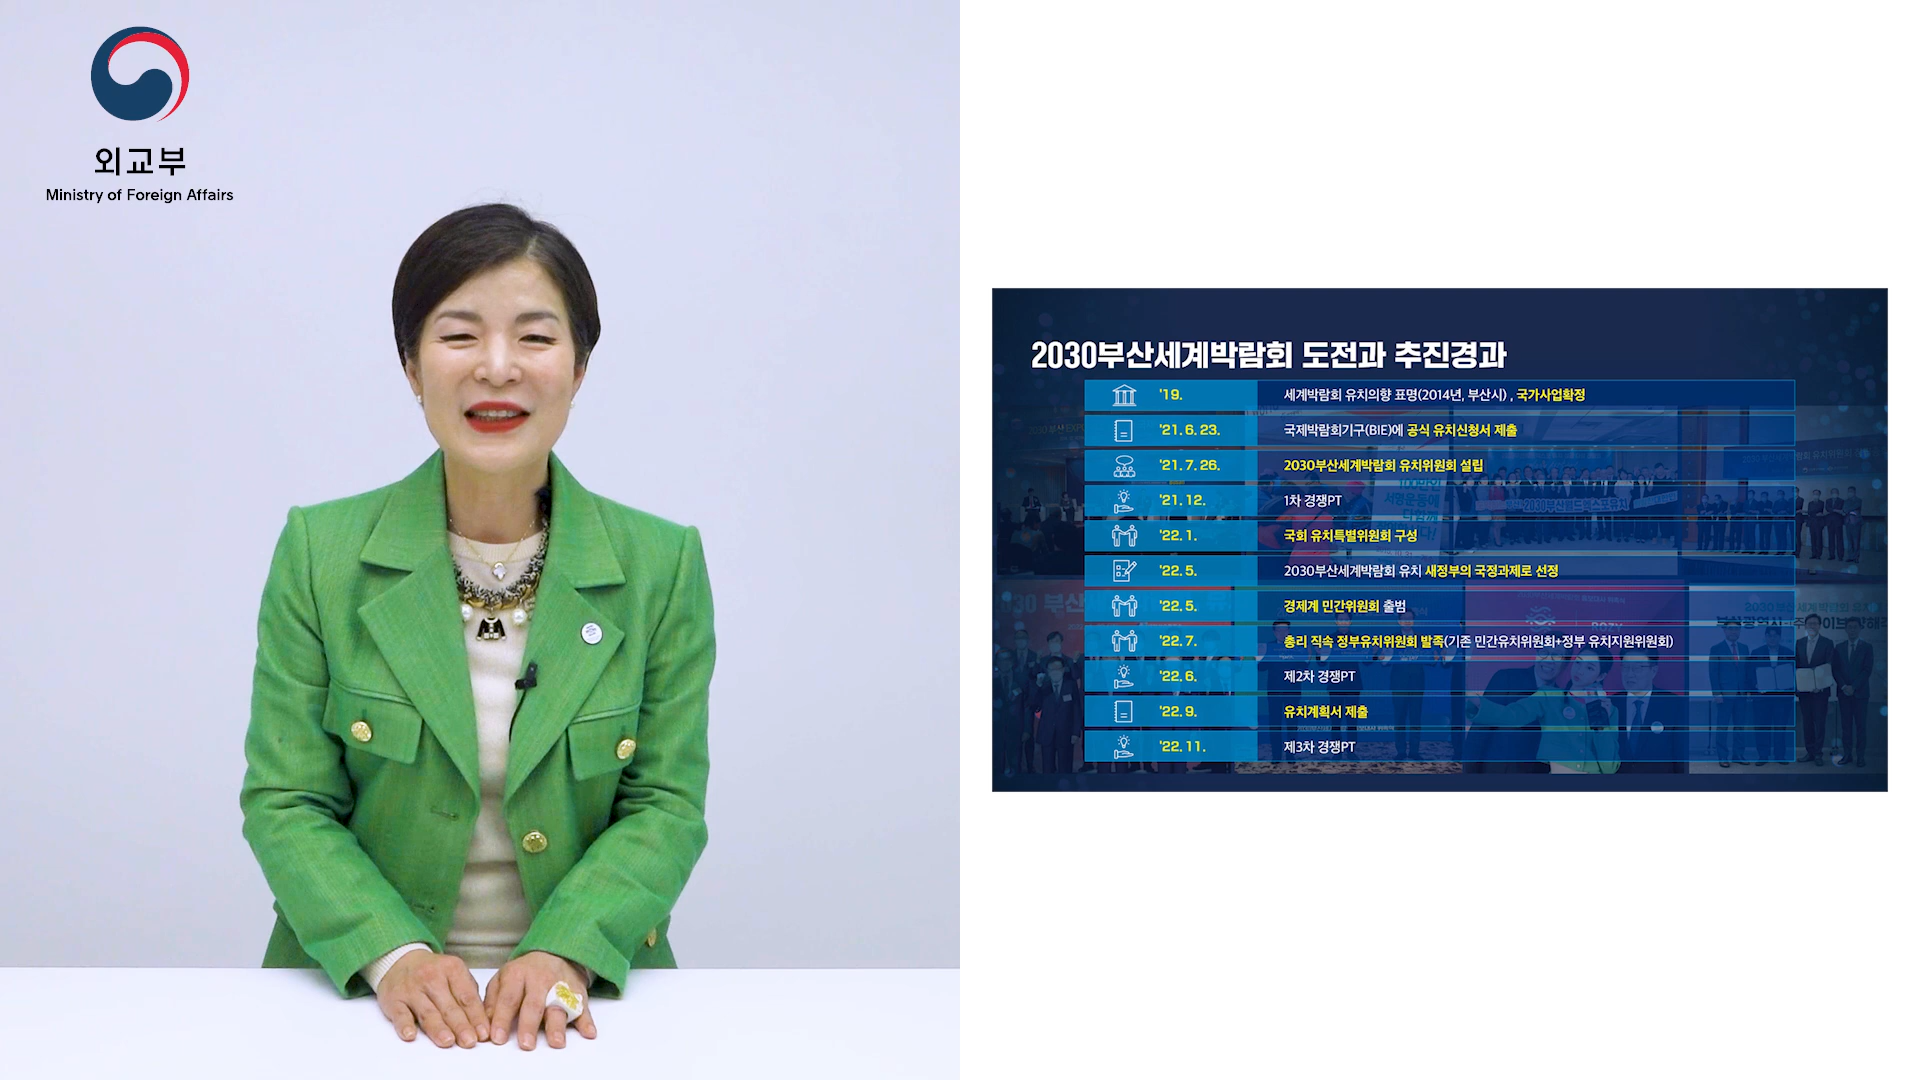 외교부
Ministry of Foreign Affairs
2030부산세계박람회 도전과 추진경과
'19. 세계박람회 유치의향 표명(2014년, 부산시) , 국가사업확정
'21. 6. 23. 국제박람회기구(BIE)에 공식 유치신청서 제출
'21. 7. 26. 2030부산세계박람회 유치위원회 설립
'21. 12. 1차 경쟁PT
'22. 1. 국회 유치특별위원회 구성
'22. 5. 2030부산세계박람회 유치 새정부의 국정과제로 선정
'22. 5. 경제계 민간위원회 출범
'22. 7. 총리 직속 정부유치위원회 발족(기존 민간유치위원회+정부 유치지원위원회)
'22. 6. 제2차 경쟁PT
'22. 9. 유치계획서 제출
'22. 11. 제3차 경쟁PT